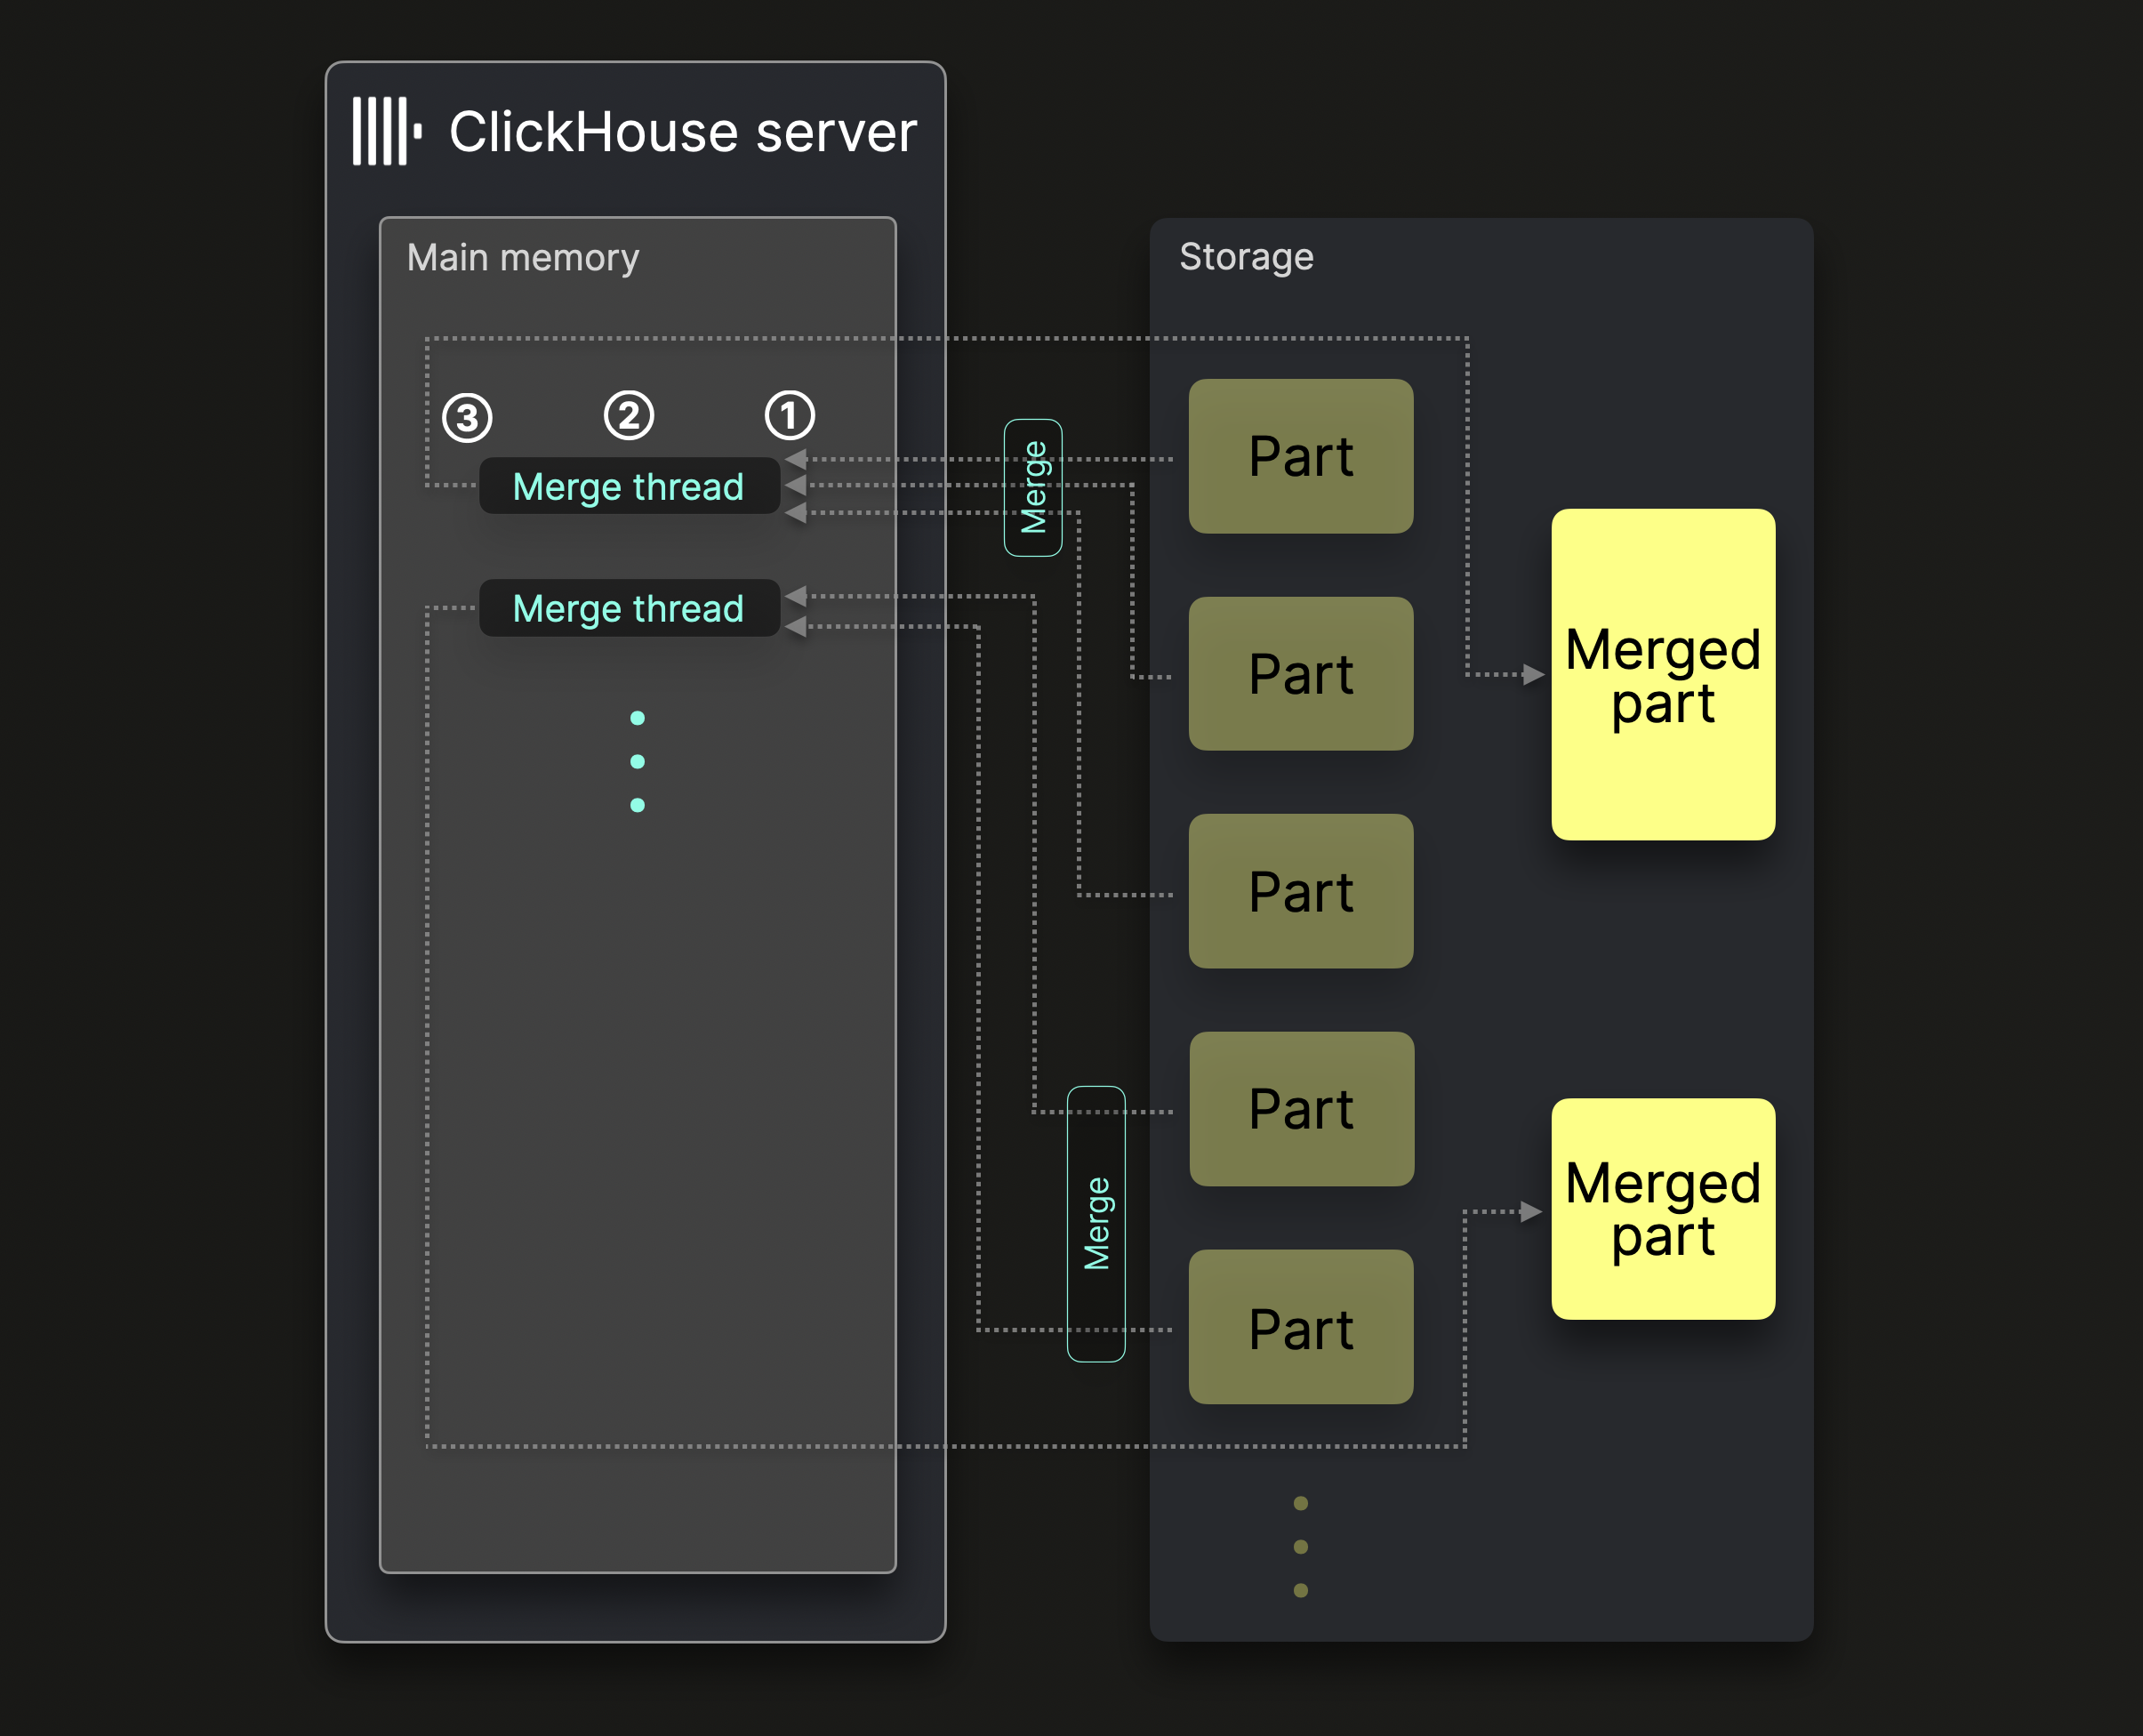 ClickHouse server
Main memory
③ ② ①
Merge thread
Merge thread
Merge
Merge
Storage
Part
Part
Part
Part
Part
Merged
part
Merged
part